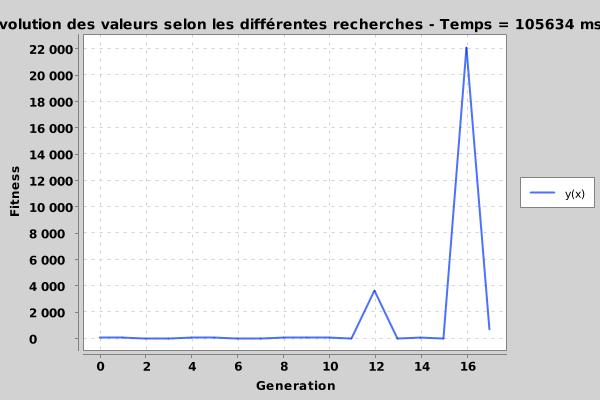 volution des valeurs selon les différentes recherches - Temps = 105634 ms
22 000
20 000
18 000
16 000
14 000
12 000
10 000
8 000
6 000
4 000
2 000
0
Fitness
0 2 4 6 8 10 12 14 16
Generation
y(x)